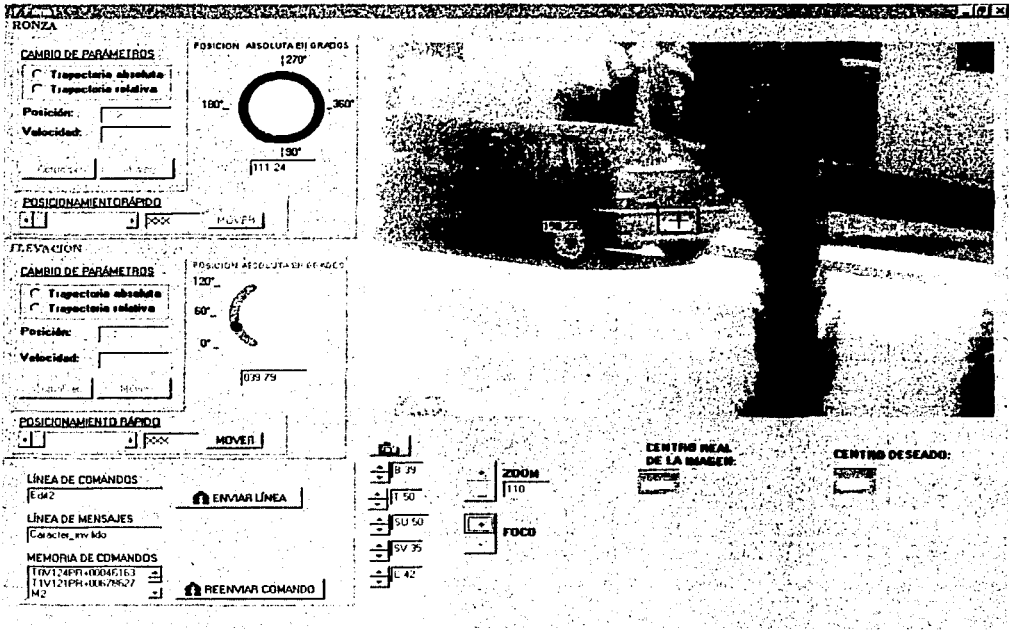 RONZA
CAMBIO DE PARÁMETROS
Trayectoria absoluta
Trayectoria relativa
Posición:
Velocidad:
POSICION ABSOLUTA EN GRADOS
270°
180°
360°
90°
111.24
POSICIONAMIENTO RÁPIDO
MOVER
ELEVACION
CAMBIO DE PARÁMETROS
Trayectoria absoluta
Trayectoria relativa
Posición:
Velocidad:
Mover
POSICION ABSOLUTA EN GRADOS
120°
60°
0°
039.79
POSICIONAMIENTO RÁPIDO
MOVER
LÍNEA DE COMANDOS
Edit2
ENVIAR LÍNEA
LÍNEA DE MENSAJES
MEMORIA DE COMANDOS
T0V124PR+00046163
T1V121PR+00678627
M2
REENVIAR COMANDO
B 39
T 50
SU 50
SV 35
ZOOM
110
FOCO
CENTRO REAL
DE LA IMAGEN:
CENTRO DESEADO: